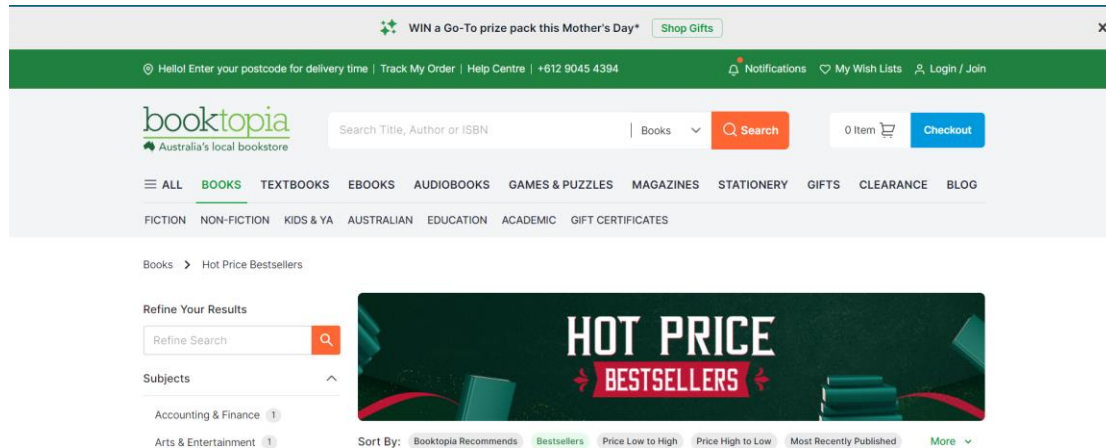 WIN a Go-To prize pack this Mother's Day* Shop Gifts X
Hello! Enter your postcode for delivery time | Track My Order | Help Centre | +612 9045 4394 Notifications My Wish Lists Login / Join
booktopia
Australia's local bookstore
Search Title, Author or ISBN | Books Search 0 Item Checkout
ALL BOOKS TEXTBOOKS EBOOKS AUDIOBOOKS GAMES & PUZZLES MAGAZINES STATIONERY GIFTS CLEARANCE BLOG
FICTION NON-FICTION KIDS & YA AUSTRALIAN EDUCATION ACADEMIC GIFT CERTIFICATES
Books > Hot Price Bestsellers
Refine Your Results
Refine Search
Subjects
Accounting & Finance 1
Arts & Entertainment 1
HOT PRICE
BESTSELLERS
Sort By: Booktopia Recommends Bestsellers Price Low to High Price High to Low Most Recently Published More